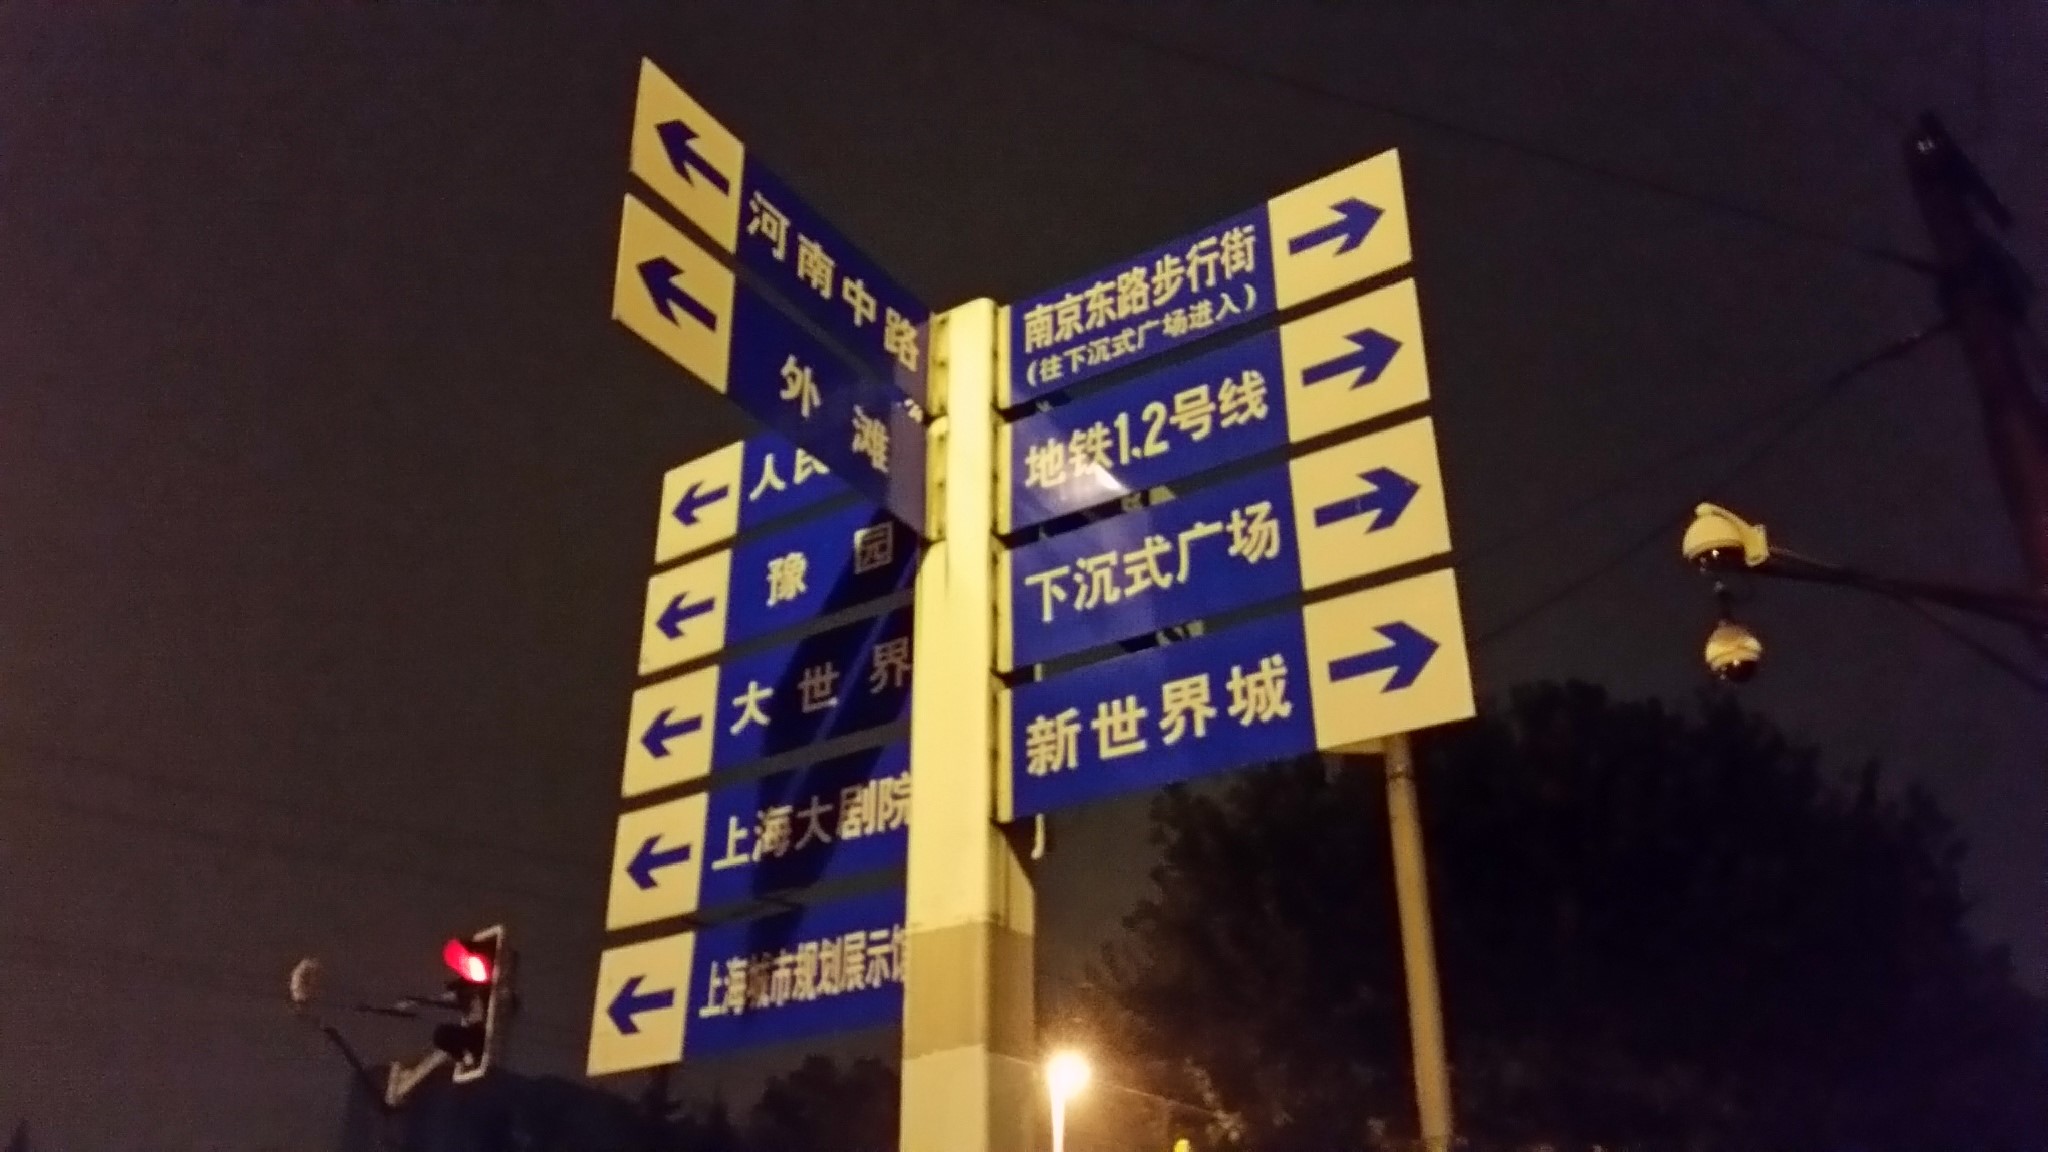 河南中路
外滩
人民
豫园
大世界
上海大剧院
上海城市规划展示馆
南京东路步行街
(往下沉式广场进入)
地铁1、2号线
下沉式广场
新世界城